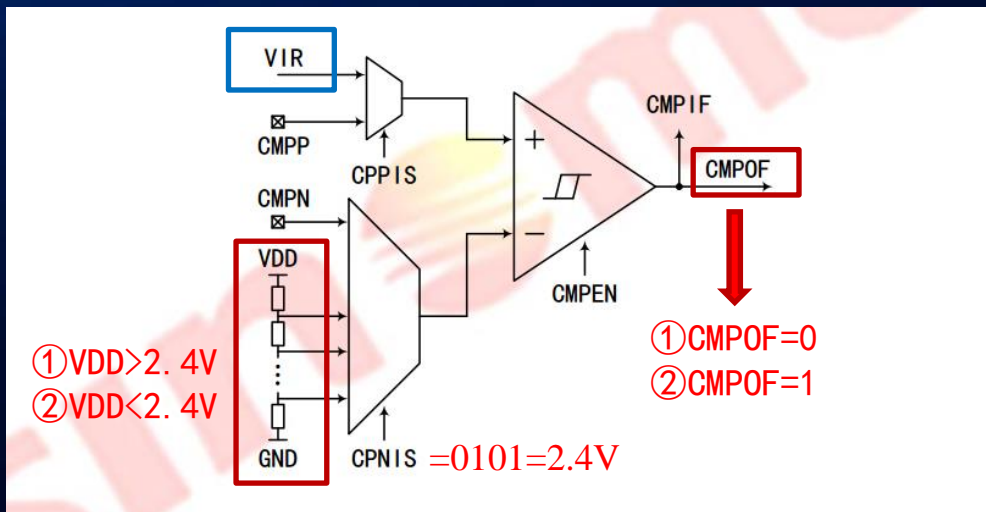 VIR
CMPP
CPPIS
CMPN
VDD
GND
CPNIS =0101=2.4V
+
−
CMPEN
CMPIF
CMPOF
①VDD>2.4V
②VDD<2.4V
①CMPOF=0
②CMPOF=1